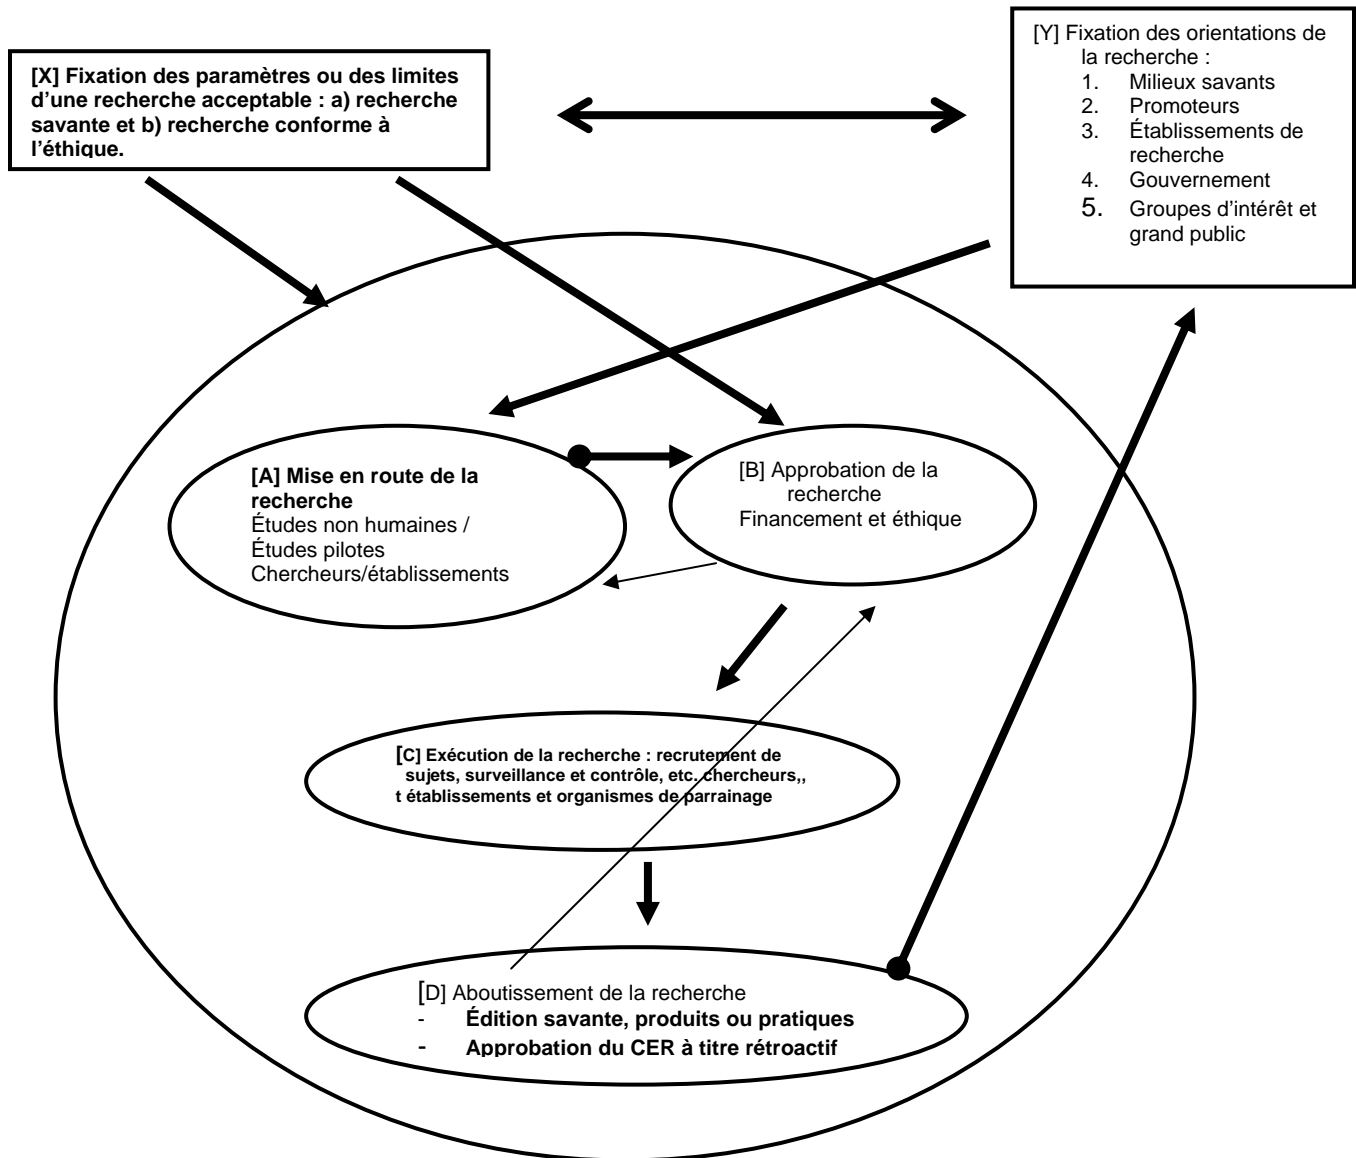 [X] Fixation des paramètres ou des limites
d'une recherche acceptable : a) recherche
savante et b) recherche conforme à
l'éthique.
[Y] Fixation des orientations de
la recherche :
1. Milieux savants
2. Promoteurs
3. Établissements de
recherche
4. Gouvernement
5. Groupes d'intérêt et
grand public
[A] Mise en route de la
recherche
Études non humaines /
Études pilotes
Chercheurs/établissements
[B] Approbation de la
recherche
Financement et éthique
[C] Exécution de la recherche : recrutement de
sujets, surveillance et contrôle, etc. chercheurs,,
t établissements et organismes de parrainage
[D] Aboutissement de la recherche
- Édition savante, produits ou pratiques
- Approbation du CER à titre rétroactif